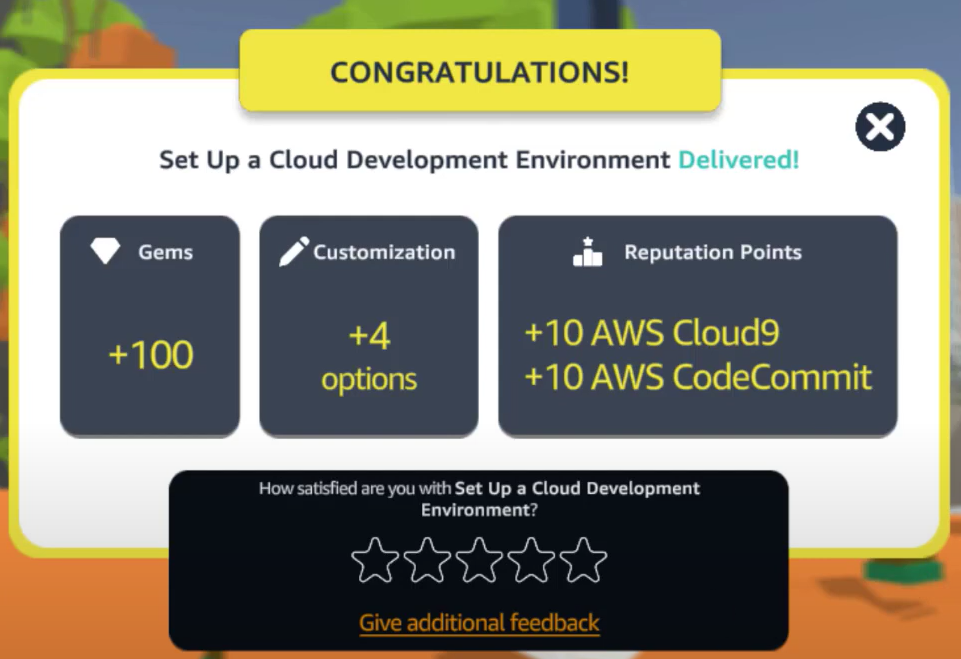 CONGRATULATIONS!
Set Up a Cloud Development Environment Delivered!
Gems
+100
Customization
+4
options
Reputation Points
+10 AWS Cloud9
+10 AWS CodeCommit
How satisfied are you with Set Up a Cloud Development
Environment?
Give additional feedback